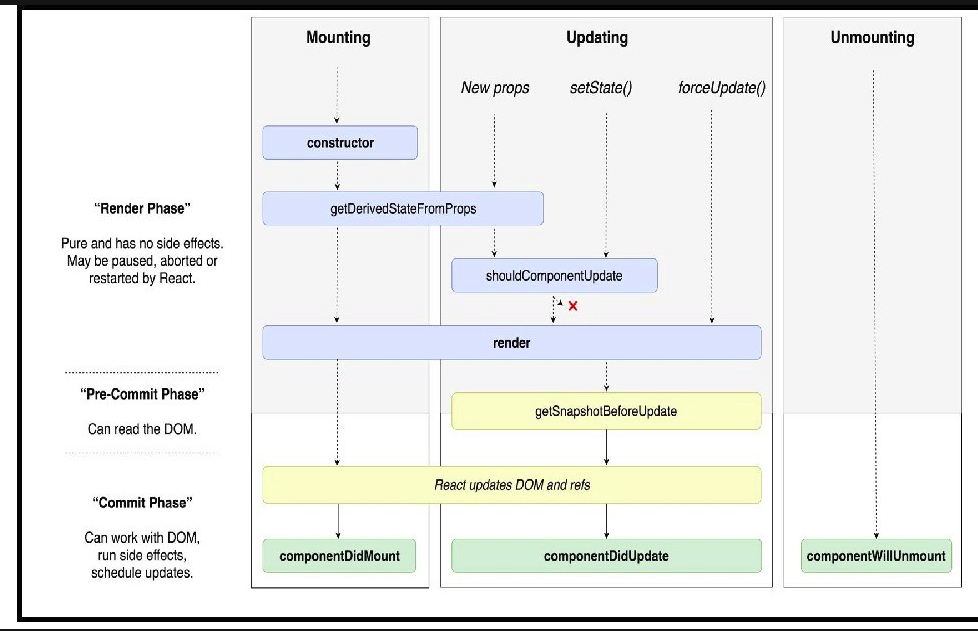 Mounting
Updating
Unmounting
New props
setState()
forceUpdate()
constructor
“Render Phase”
getDerivedStateFromProps
Pure and has no side effects.
May be paused, aborted or
restarted by React.
shouldComponentUpdate
render
“Pre-Commit Phase”
Can read the DOM.
getSnapshotBeforeUpdate
React updates DOM and refs
“Commit Phase”
Can work with DOM,
run side effects,
schedule updates.
componentDidMount
componentDidUpdate
componentWillUnmount